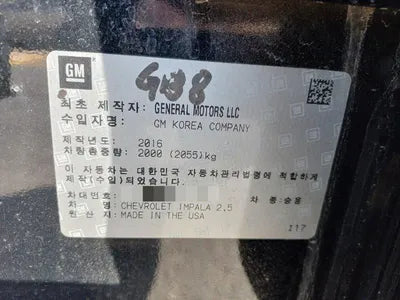 GM
GB8
최초 제작자: GENERAL MOTORS LLC
수입자명: GM KOREA COMPANY
제작년도: 2016
차량총중량: 2000 (2055)kg
이 자동차는 대한민국 자동차관리법령에 적합하게
제작(수입)되었습니다.
차대번호:
차명: CHEVROLET IMPALA 2.5 차종:승용
원산지: MADE IN THE USA
I17